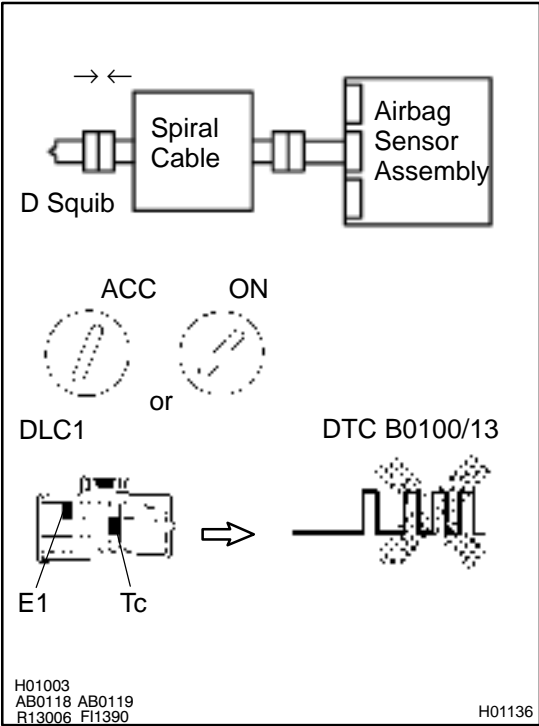 Spiral
Cable
Airbag
Sensor
Assembly
D Squib
ACC
ON
or
DLC1
DTC B0100/13
E1
Tc
H01003
AB0118 AB0119
R13006 FI1390
H01136